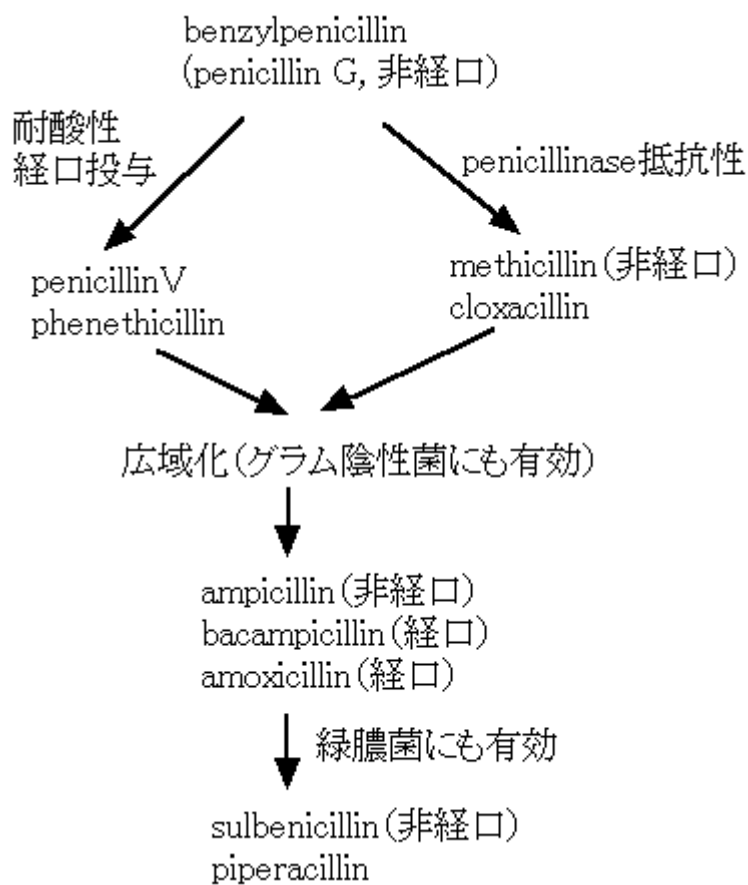 benzylpenicillin
(penicillin G, 非経口)
耐酸性
経口投与
penicillinase抵抗性
penicillinV
phenethicillin
methicillin(非経口)
cloxacillin
広域化(グラム陰性菌にも有効)
ampicillin(非経口)
bacampicillin(経口)
amoxicillin(経口)
緑膿菌にも有効
sulbenicillin(非経口)
piperacillin